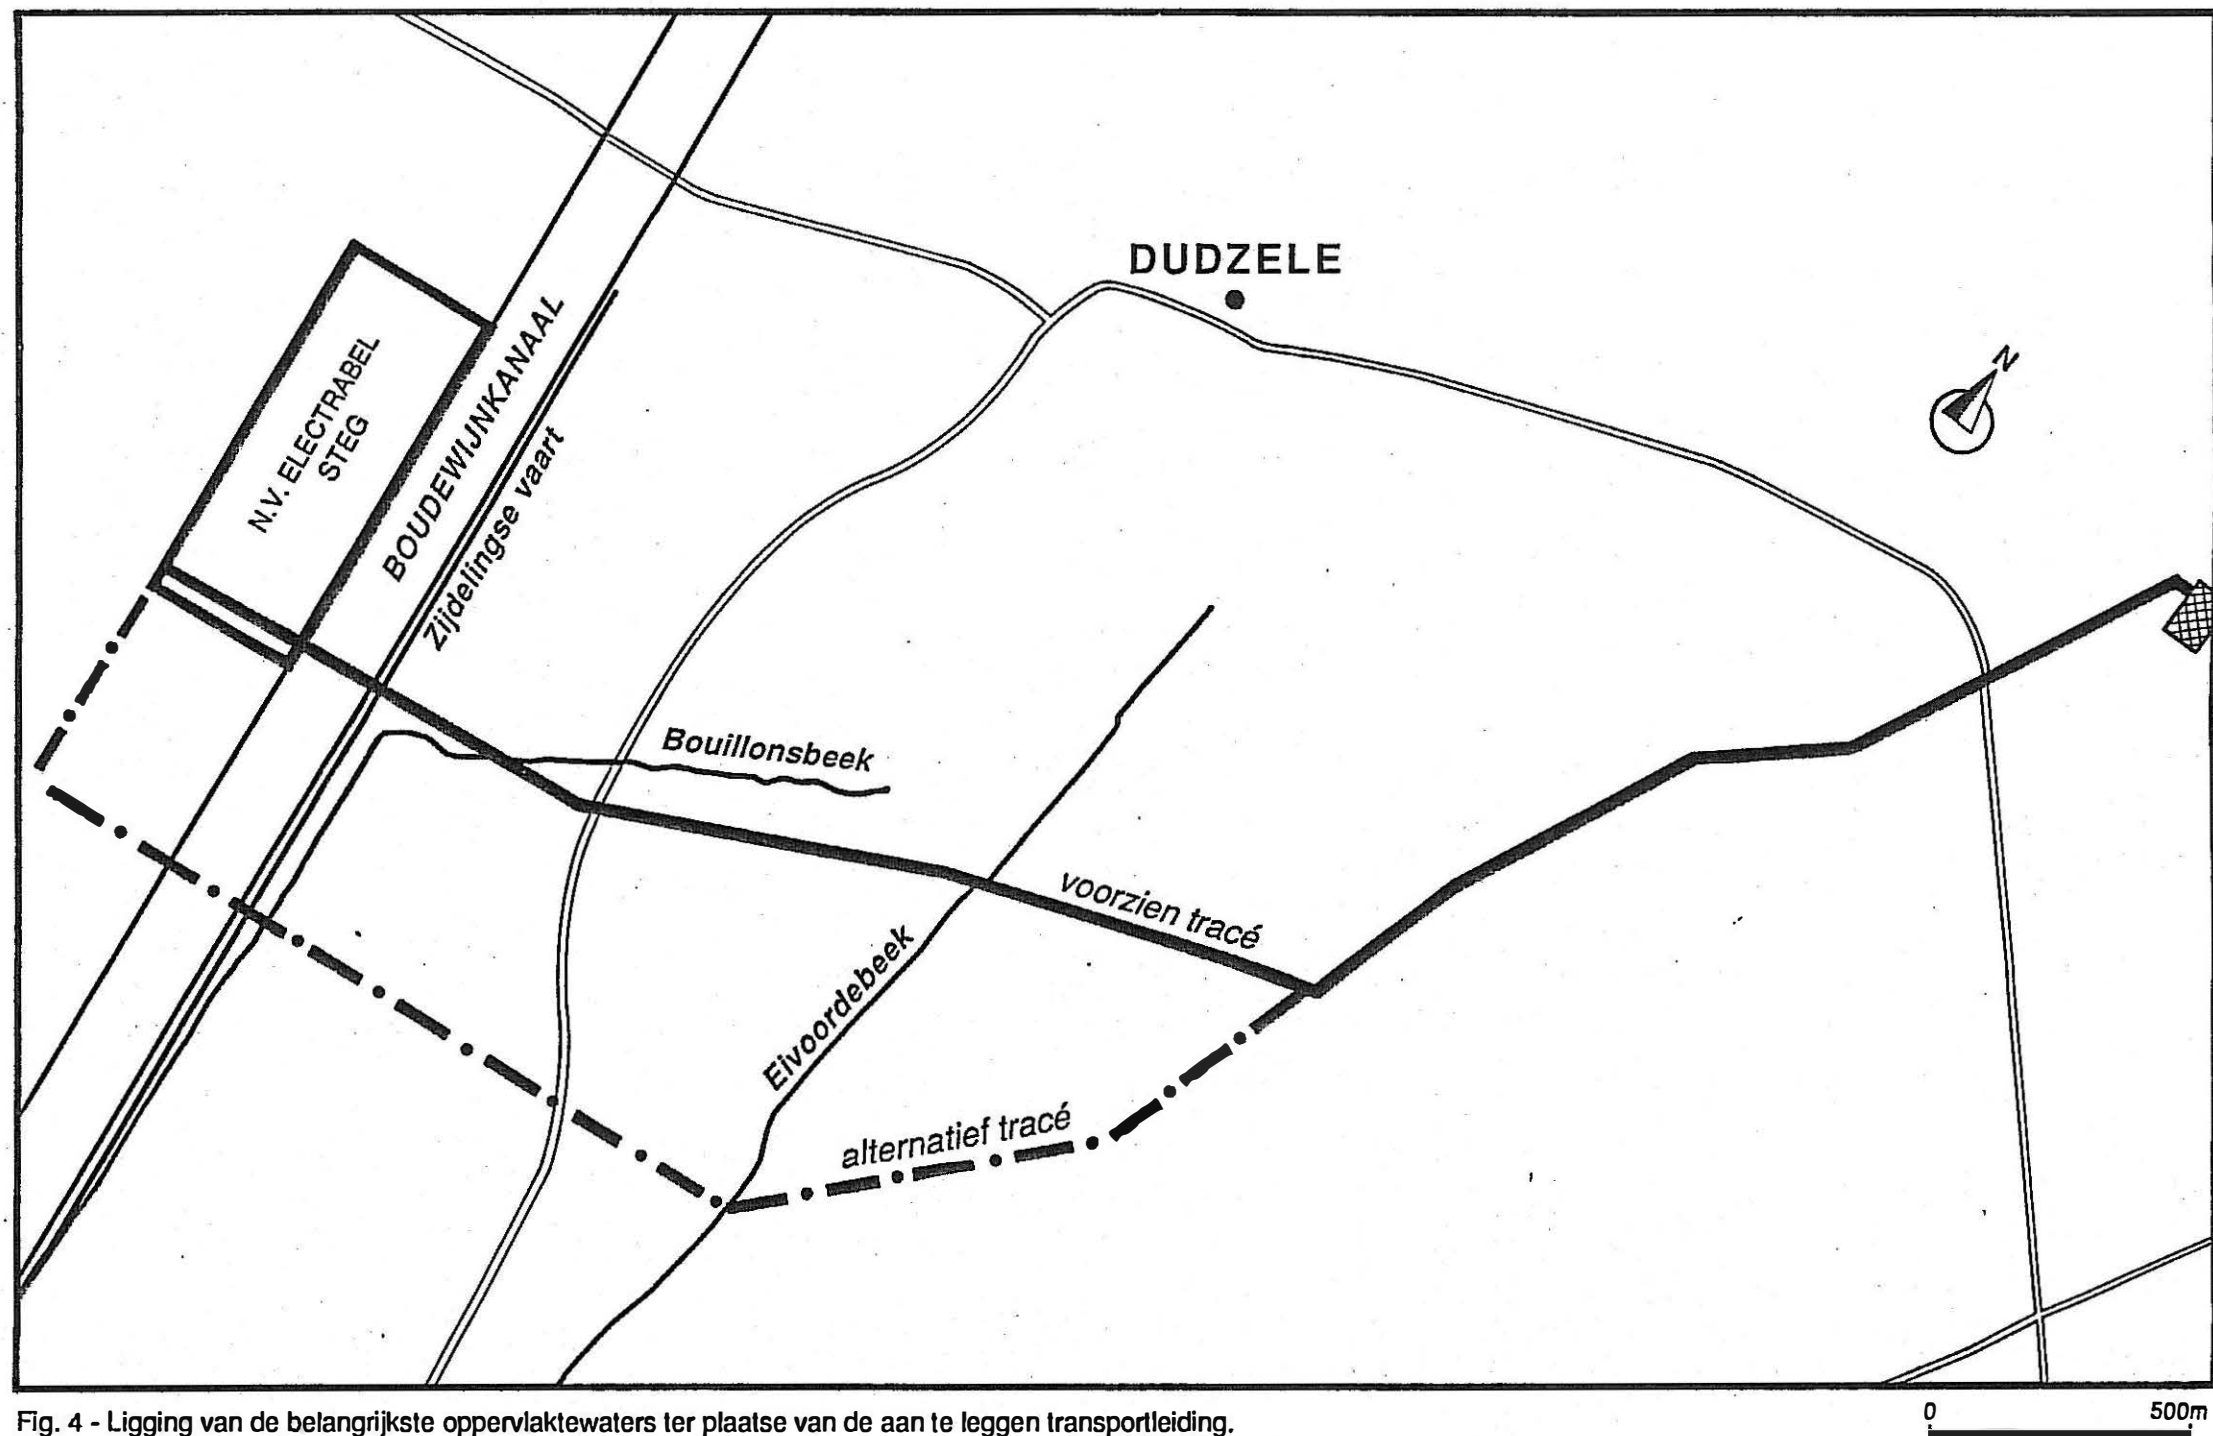 DUDZELE
N
N.V. ELECTRABEL
STEG
BOUDEWIJNKANAAL
Zijdelingse vaart
Bouillonsbeek
voorzien tracé
Eivoordebeek
alternatief tracé
Fig. 4 - Ligging van de belangrijkste oppervlaktewaters ter plaatse van de aan te leggen transportleiding.
0 500m